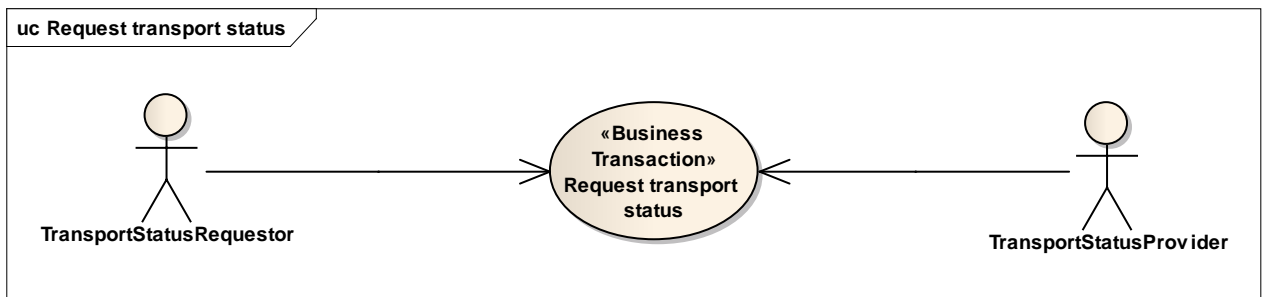 uc Request transport status
«Business
Transaction»
Request transport
status
TransportStatusRequestor
TransportStatusProvider